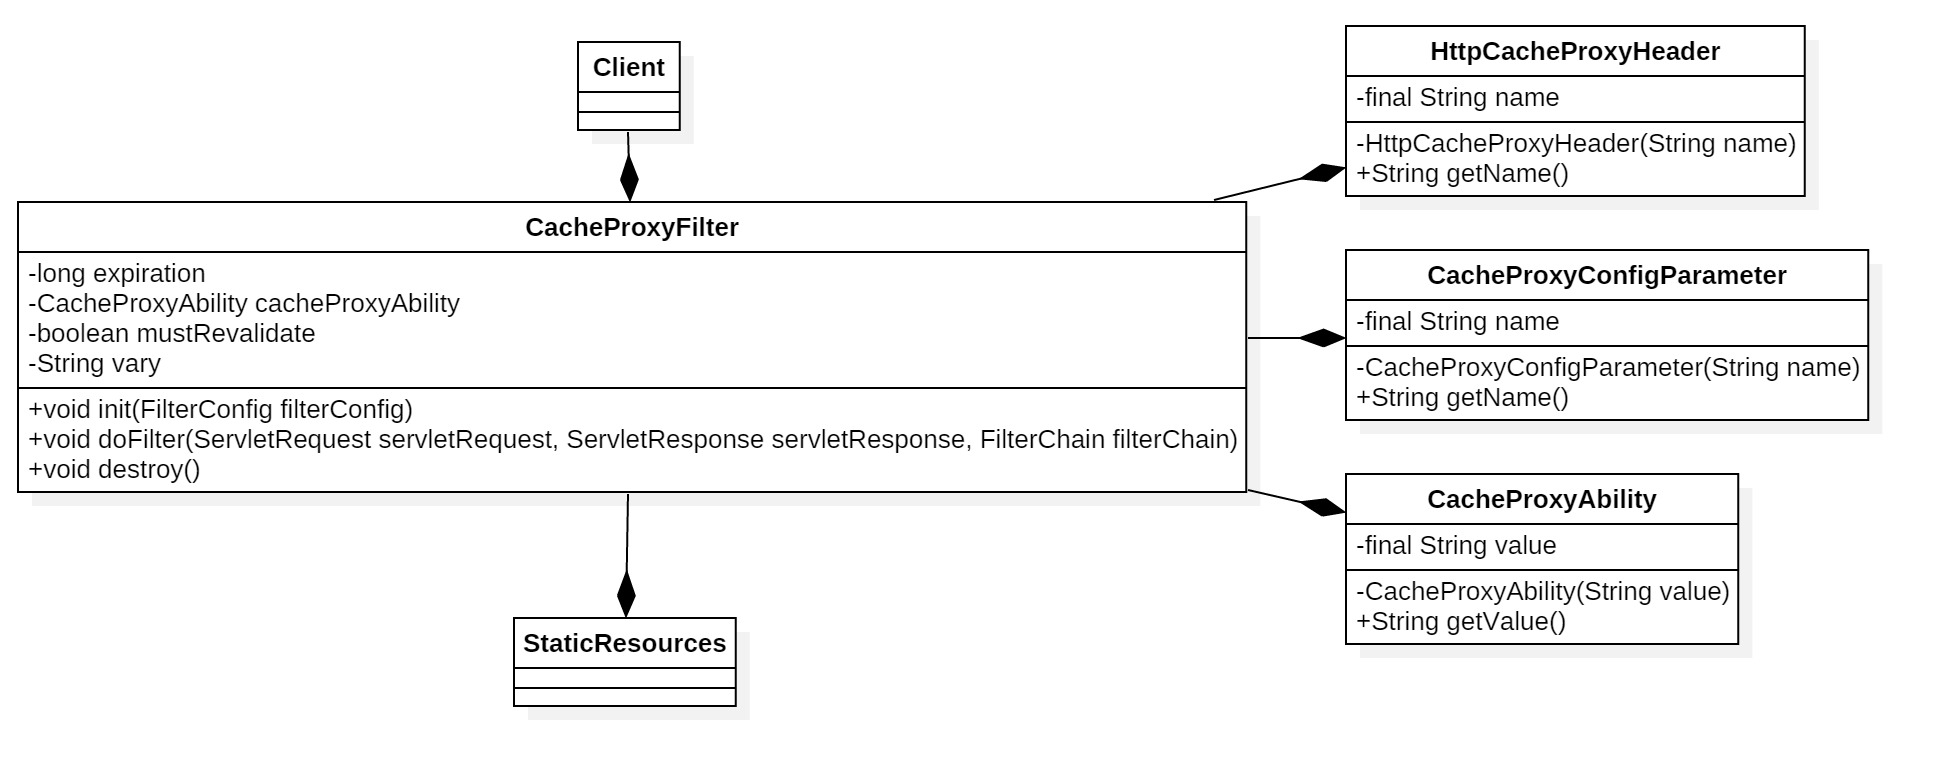 Client
CacheProxyFilter
-long expiration
-CacheProxyAbility cacheProxyAbility
-boolean mustRevalidate
-String vary
+void init(FilterConfig filterConfig)
+void doFilter(ServletRequest servletRequest, ServletResponse servletResponse, FilterChain filterChain)
+void destroy()
StaticResources
HttpCacheProxyHeader
-final String name
-HttpCacheProxyHeader(String name)
+String getName()
CacheProxyConfigParameter
-final String name
-CacheProxyConfigParameter(String name)
+String getName()
CacheProxyAbility
-final String value
-CacheProxyAbility(String value)
+String getValue()